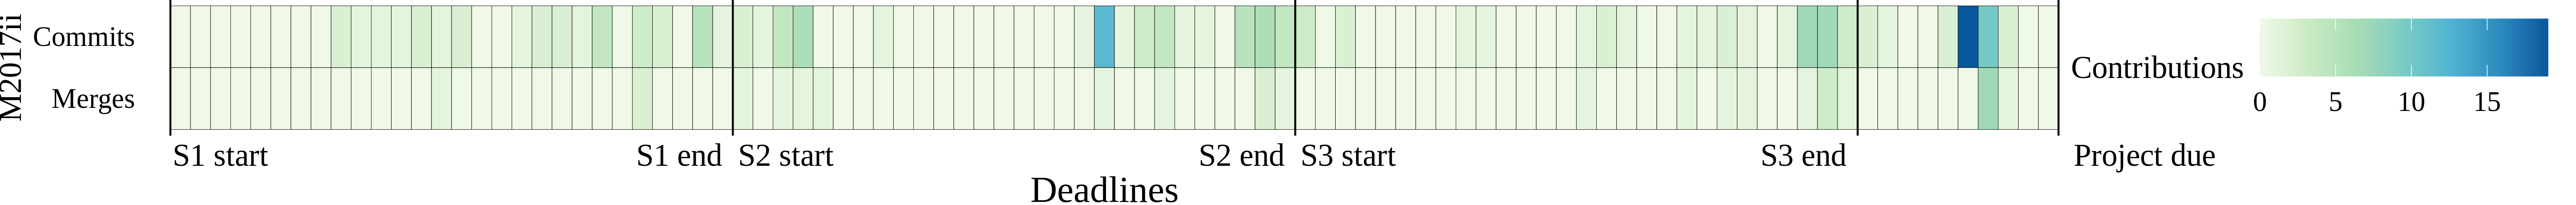 M2017ii
Commits
Merges
S1 start
S1 end
S2 start
S2 end
S3 start
S3 end
Project due
Deadlines
Contributions
0 5 10 15